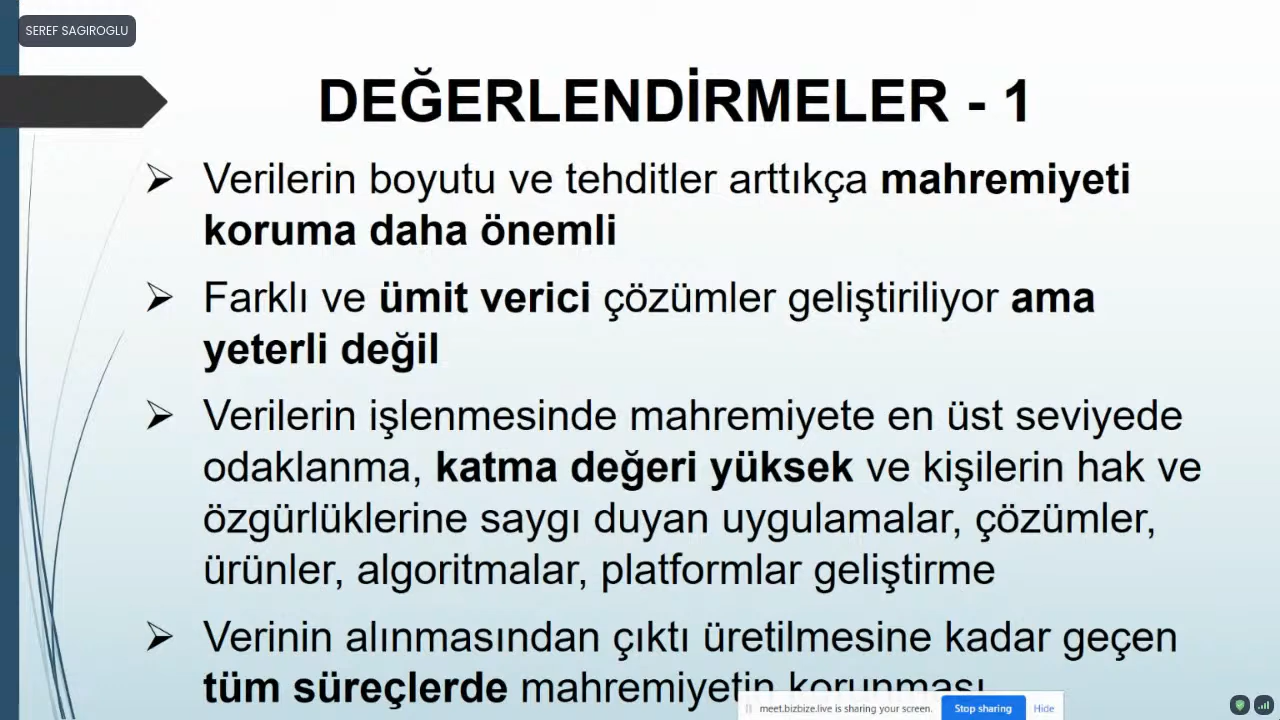 SEREF SAGIROGLU
DEĞERLENDİRMELER - 1
Verilerin boyutu ve tehditler arttıkça mahremiyeti
koruma daha önemli
Farklı ve ümit verici çözümler geliştiriliyor ama
yeterli değil
Verilerin işlenmesinde mahremiyete en üst seviyede
odaklanma, katma değeri yüksek ve kişilerin hak ve
özgürlüklerine saygı duyan uygulamalar, çözümler,
ürünler, algoritmalar, platformlar geliştirme
Verinin alınmasından çıktı üretilmesine kadar geçen
tüm süreçlerde mahremiyetin korunması
meet.bizbize.live is sharing your screen.
Stop sharing
Hide